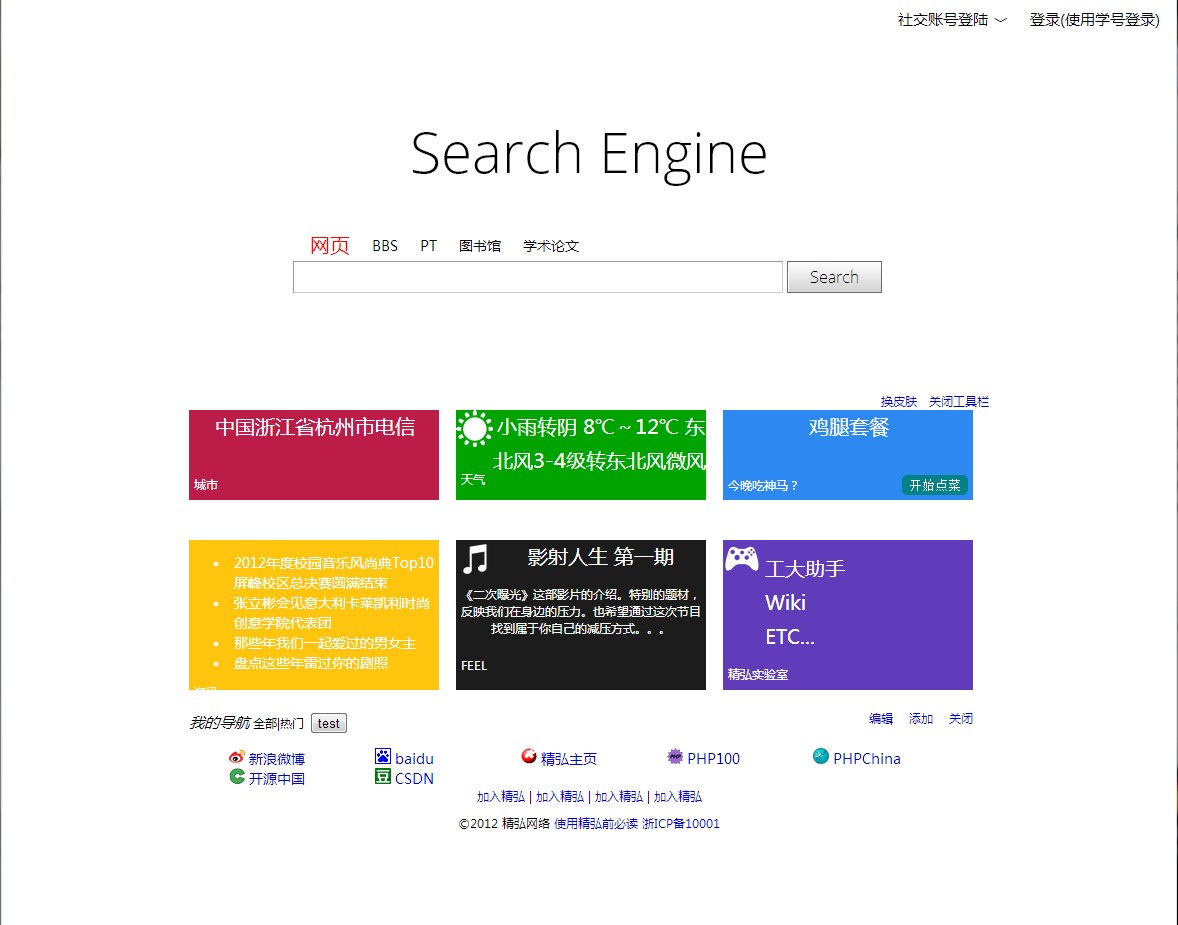 社交账号登陆 登录(使用学号登录)
Search Engine
网页 BBS PT 图书馆 学术论文
Search
换皮肤 关闭工具栏
中国浙江省杭州市电信
城市
小雨转阴 8℃～12℃ 东
北风3-4级转东北风微风
天气
鸡腿套餐
今晚吃神马？ 开始点菜
2012年度校园音乐风尚典Top10
屏峰校区总决赛圆满结束
张立彬会见意大利卡莱凯利时尚
创意学院代表团
那些年我们一起爱过的男女主
盘点这些年雷过你的剧照
影射人生 第一期
《二次曝光》这部影片的介绍。特别的题材，
反映我们在身边的压力。也希望通过这次节目
找到属于你自己的减压方式。。。
FEEL
工大助手
Wiki
ETC...
精弘实验室
我的导航 全部|热门 test 编辑 添加 关闭
新浪微博 baidu 精弘主页 PHP100 PHPChina
开源中国 CSDN
加入精弘 | 加入精弘 | 加入精弘 | 加入精弘
©2012 精弘网络 使用精弘前必读 浙ICP备10001